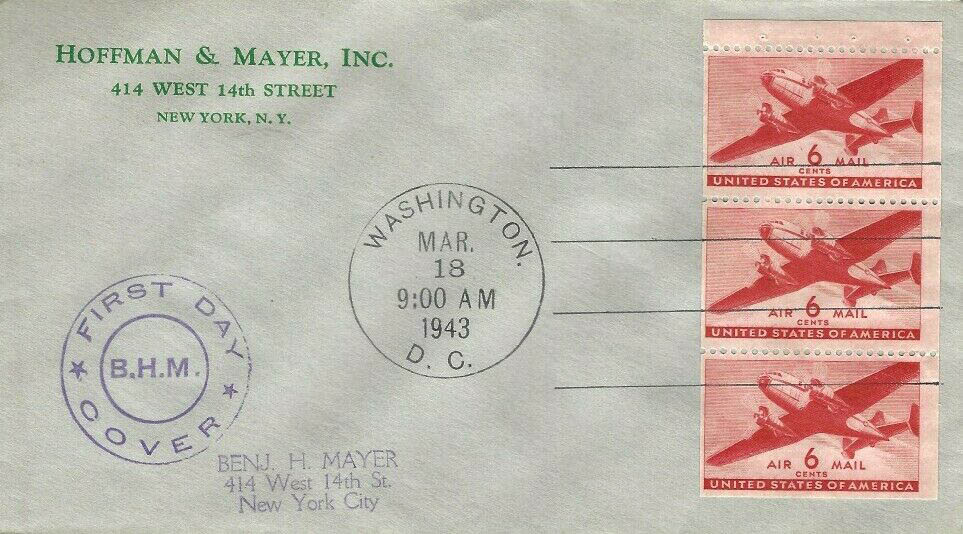 HOFFMAN & MAYER, INC.
414 WEST 14th STREET
NEW YORK, N. Y.
AIR 6 MAIL
CENTS
UNITED STATES OF AMERICA
WASHINGTON.
MAR.
18
9:00 AM
1943
D. C.
AIR 6 MAIL
CENTS
UNITED STATES OF AMERICA
FIRST DAY
B.H.M.
COVER
AIR 6 MAIL
CENTS
UNITED STATES OF AMERICA
BENJ. H. MAYER
414 West 14th St.
New York City